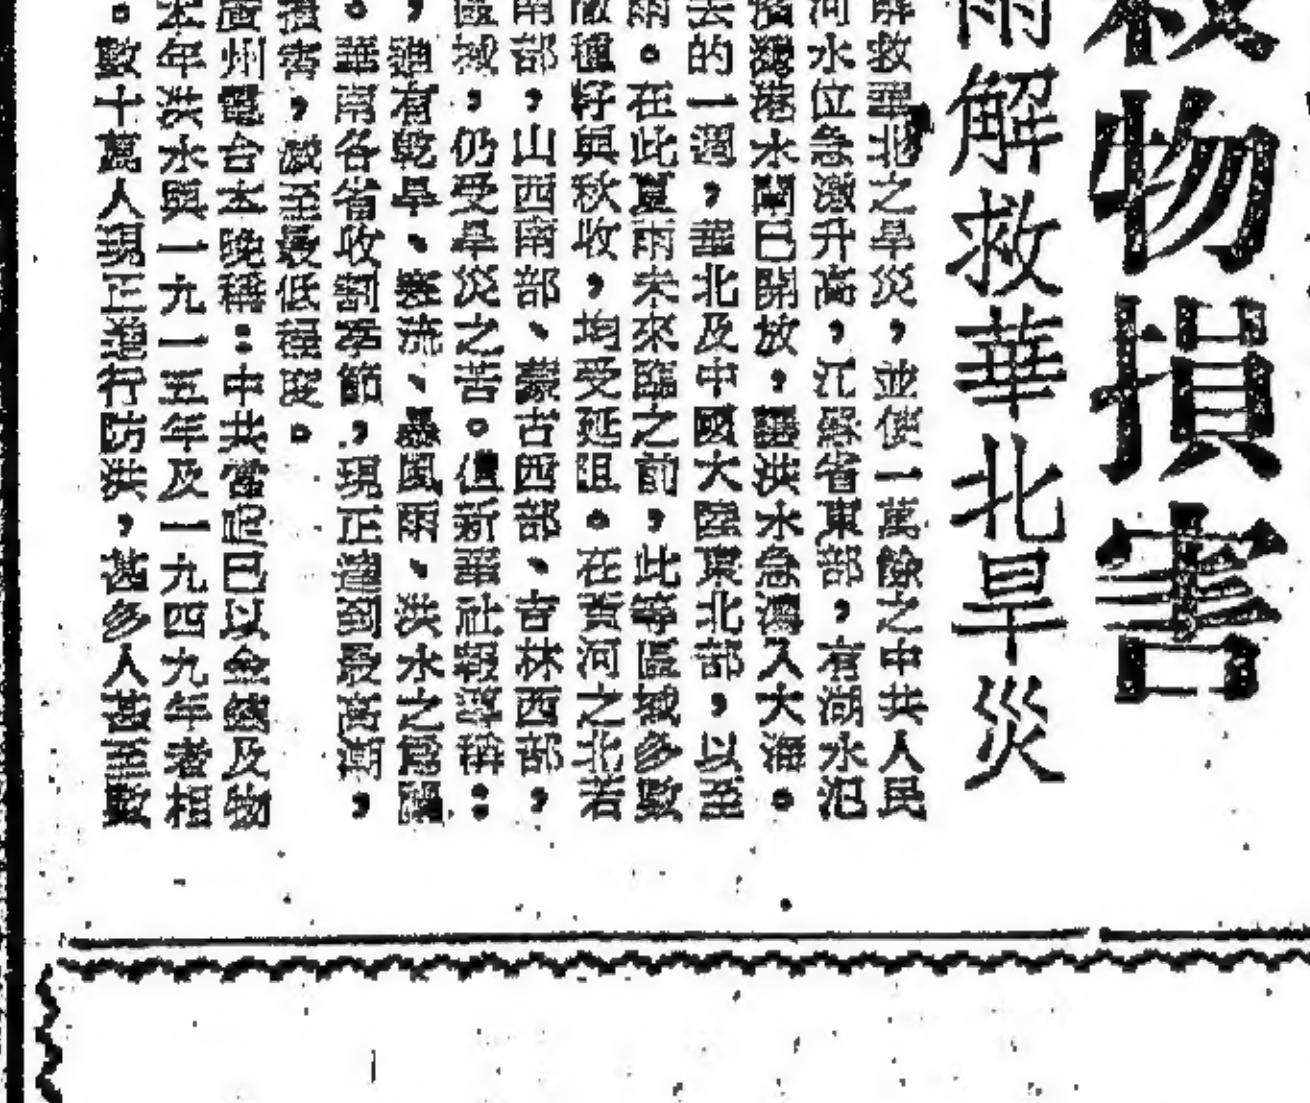 物損害
雨解救華北旱災
解救華北之旱災，並使一萬餘之中共人民
河水位急激升高，江蘇省東部，有湖水氾
水閘已開放，讓洪水急瀉入大海。
去的一週，華北及中國大陸東北部，以至
雨。在此夏雨未來臨之前，此等區域多數
種籽與秋收，均受延阻。在黃河之北若
南部，山西南部、蒙古西部、吉林西部，
區域，仍受旱災之苦。但新華社報導稱：
，有乾旱、寒流、暴風雨、洪水之為禍
。華南各省收割季節，現正達到最高潮，
損害，減至最低程度。
廣州電台本晚稱：中共當局已以金錢及物
本年洪水與一九一五年及一九四九年者相
。數十萬人現正進行防洪，甚多人甚至數